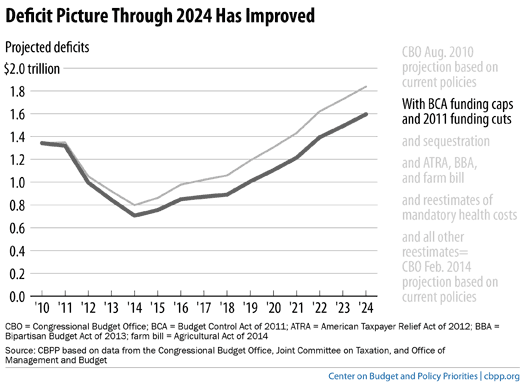 Deficit Picture Through 2024 Has Improved
Projected deficits
$2.0 trillion
1.8
1.6
1.4
1.2
1.0
0.8
0.6
0.4
0.2
0.0
'10 '11 '12 '13 '14 '15 '16 '17 '18 '19 '20 '21 '22 '23 '24
CBO Aug. 2010
projection based on
current policies
With BCA funding caps
and 2011 funding cuts
and sequestration
and ATRA, BBA,
and farm bill
and reestimates of
mandatory health costs
and all other
reestimates=
CBO Feb. 2014
projection based on
current policies
CBO = Congressional Budget Office; BCA = Budget Control Act of 2011; ATRA = American Taxpayer Relief Act of 2012; BBA =
Bipartisan Budget Act of 2013; farm bill = Agricultural Act of 2014
Source: CBPP based on data from the Congressional Budget Office, Joint Committee on Taxation, and Office of
Management and Budget
Center on Budget and Policy Priorities | cbpp.org